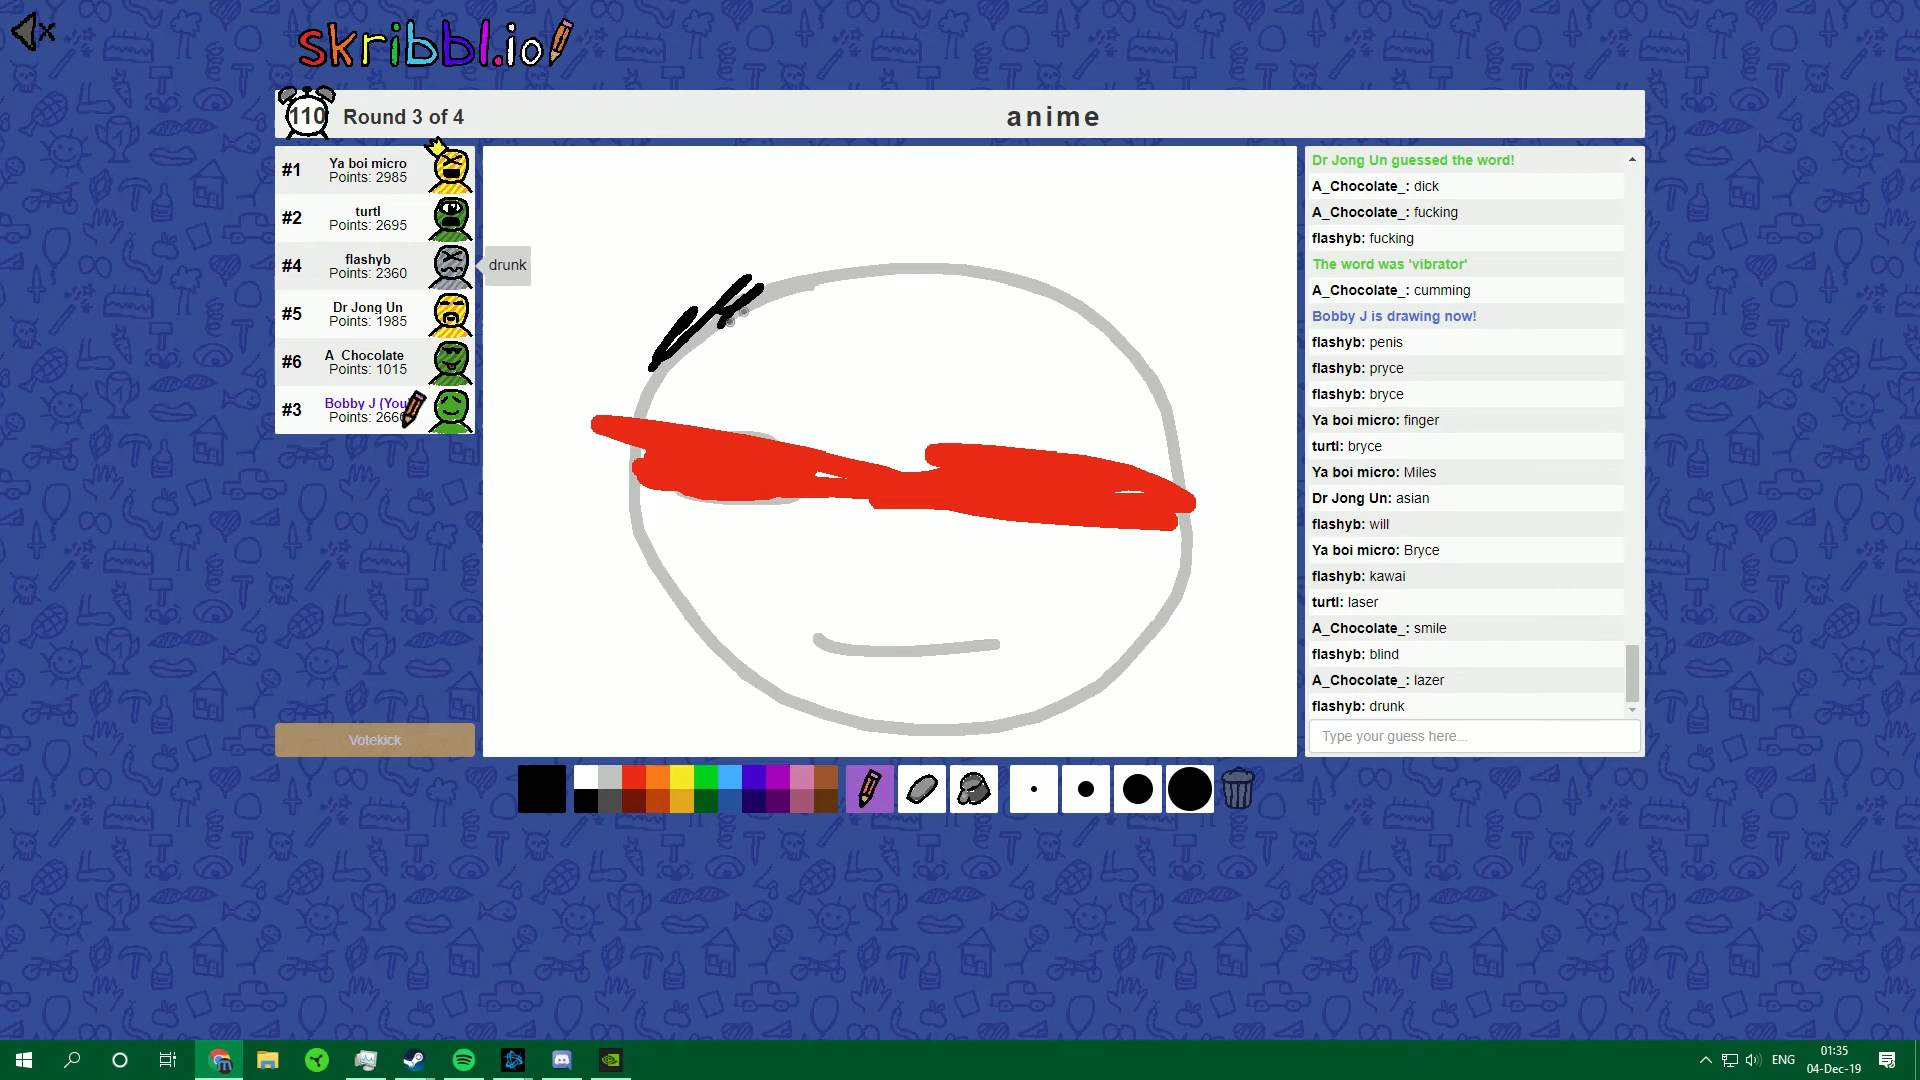 skribbl.io
110
Round 3 of 4
anime
#1
Ya boi micro
Points: 2985
#2
turtl
Points: 2695
#4
flashyb
Points: 2360
drunk
#5
Dr Jong Un
Points: 1985
#6
A_Chocolate_
Points: 1015
#3
Bobby J (You
Points: 2660
Votekick
Dr Jong Un guessed the word!
A_Chocolate_: dick
A_Chocolate_: fucking
flashyb: fucking
The word was 'vibrator'
A_Chocolate_: cumming
Bobby J is drawing now!
flashyb: penis
flashyb: pryce
flashyb: bryce
Ya boi micro: finger
turtl: bryce
Ya boi micro: Miles
Dr Jong Un: asian
flashyb: will
Ya boi micro: Bryce
flashyb: kawai
turtl: laser
A_Chocolate_: smile
flashyb: blind
A_Chocolate_: lazer
flashyb: drunk
Type your guess here...
ENG
01:35
04-Dec-19